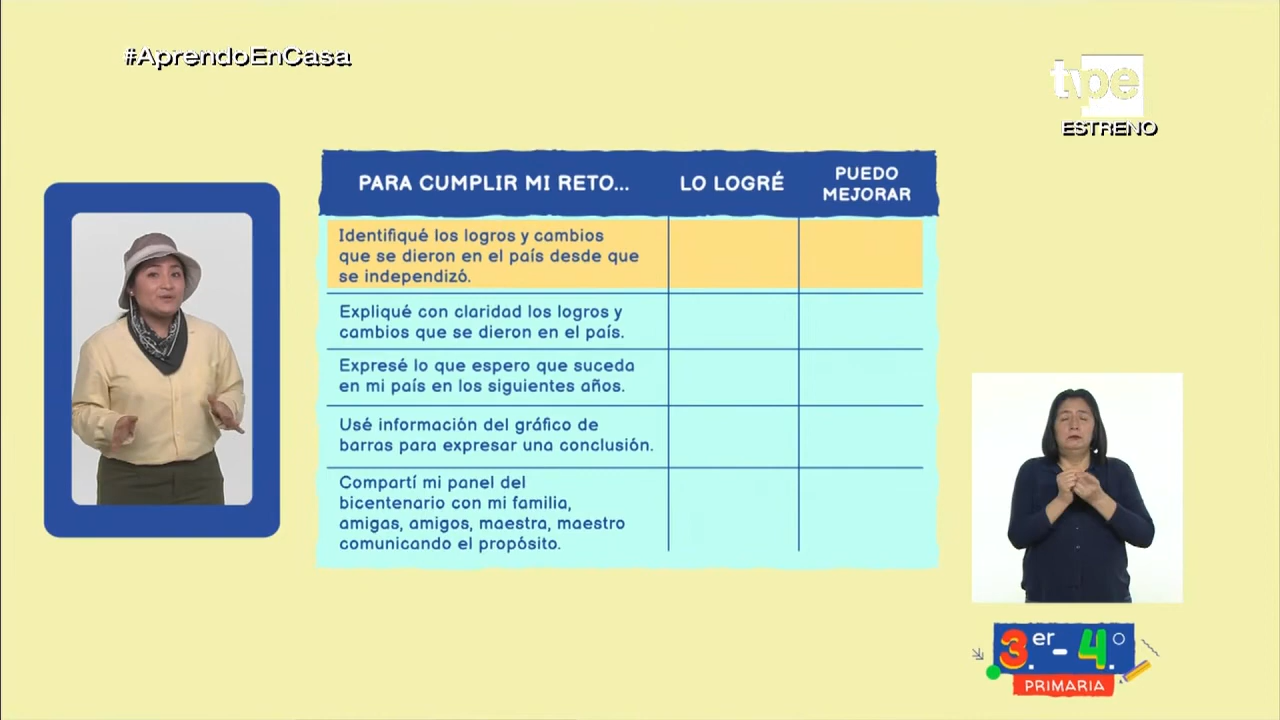 #AprendoEnCasa
tvpe
ESTRENO
PARA CUMPLIR MI RETO...
LO LOGRÉ
PUEDO
MEJORAR
Identifiqué los logros y cambios
que se dieron en el país desde que
se independizó.
Expliqué con claridad los logros y
cambios que se dieron en el país.
Expresé lo que espero que suceda
en mi país en los siguientes años.
Usé información del gráfico de
barras para expresar una conclusión.
Compartí mi panel del
bicentenario con mi familia,
amigas, amigos, maestra, maestro
comunicando el propósito.
3.er - 4.°
PRIMARIA